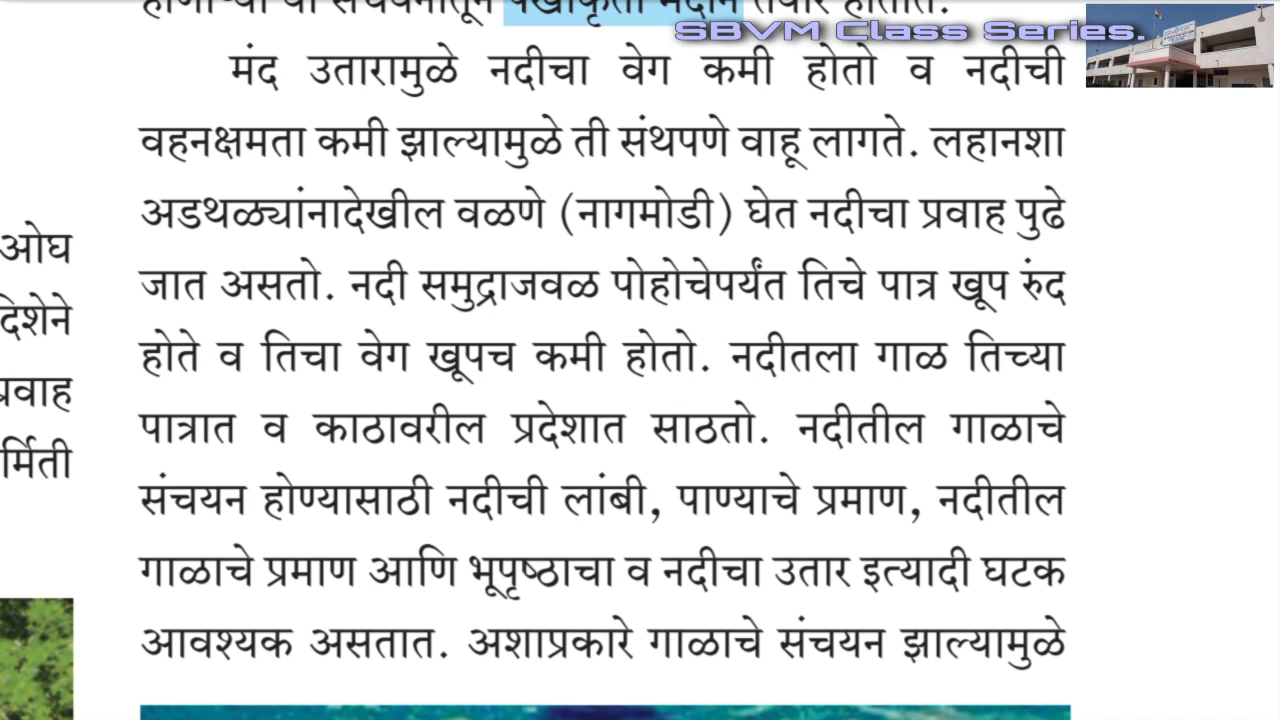 होणाऱ्या या संचयनातून पंखाकृती मैदाने तयार होतात.
SBVM Class Series.
मंद उतारामुळे नदीचा वेग कमी होतो व नदीची
वहनक्षमता कमी झाल्यामुळे ती संथपणे वाहू लागते. लहानशा
अडथळ्यांनादेखील वळणे (नागमोडी) घेत नदीचा प्रवाह पुढे
जात असतो. नदी समुद्राजवळ पोहोचेपर्यंत तिचे पात्र खूप रुंद
होते व तिचा वेग खूपच कमी होतो. नदीतला गाळ तिच्या
पात्रात व काठावरील प्रदेशात साठतो. नदीतील गाळाचे
संचयन होण्यासाठी नदीची लांबी, पाण्याचे प्रमाण, नदीतील
गाळाचे प्रमाण आणि भूपृष्ठाचा व नदीचा उतार इत्यादी घटक
आवश्यक असतात. अशाप्रकारे गाळाचे संचयन झाल्यामुळे
ओघ
दिशेने
प्रवाह
र्मिती